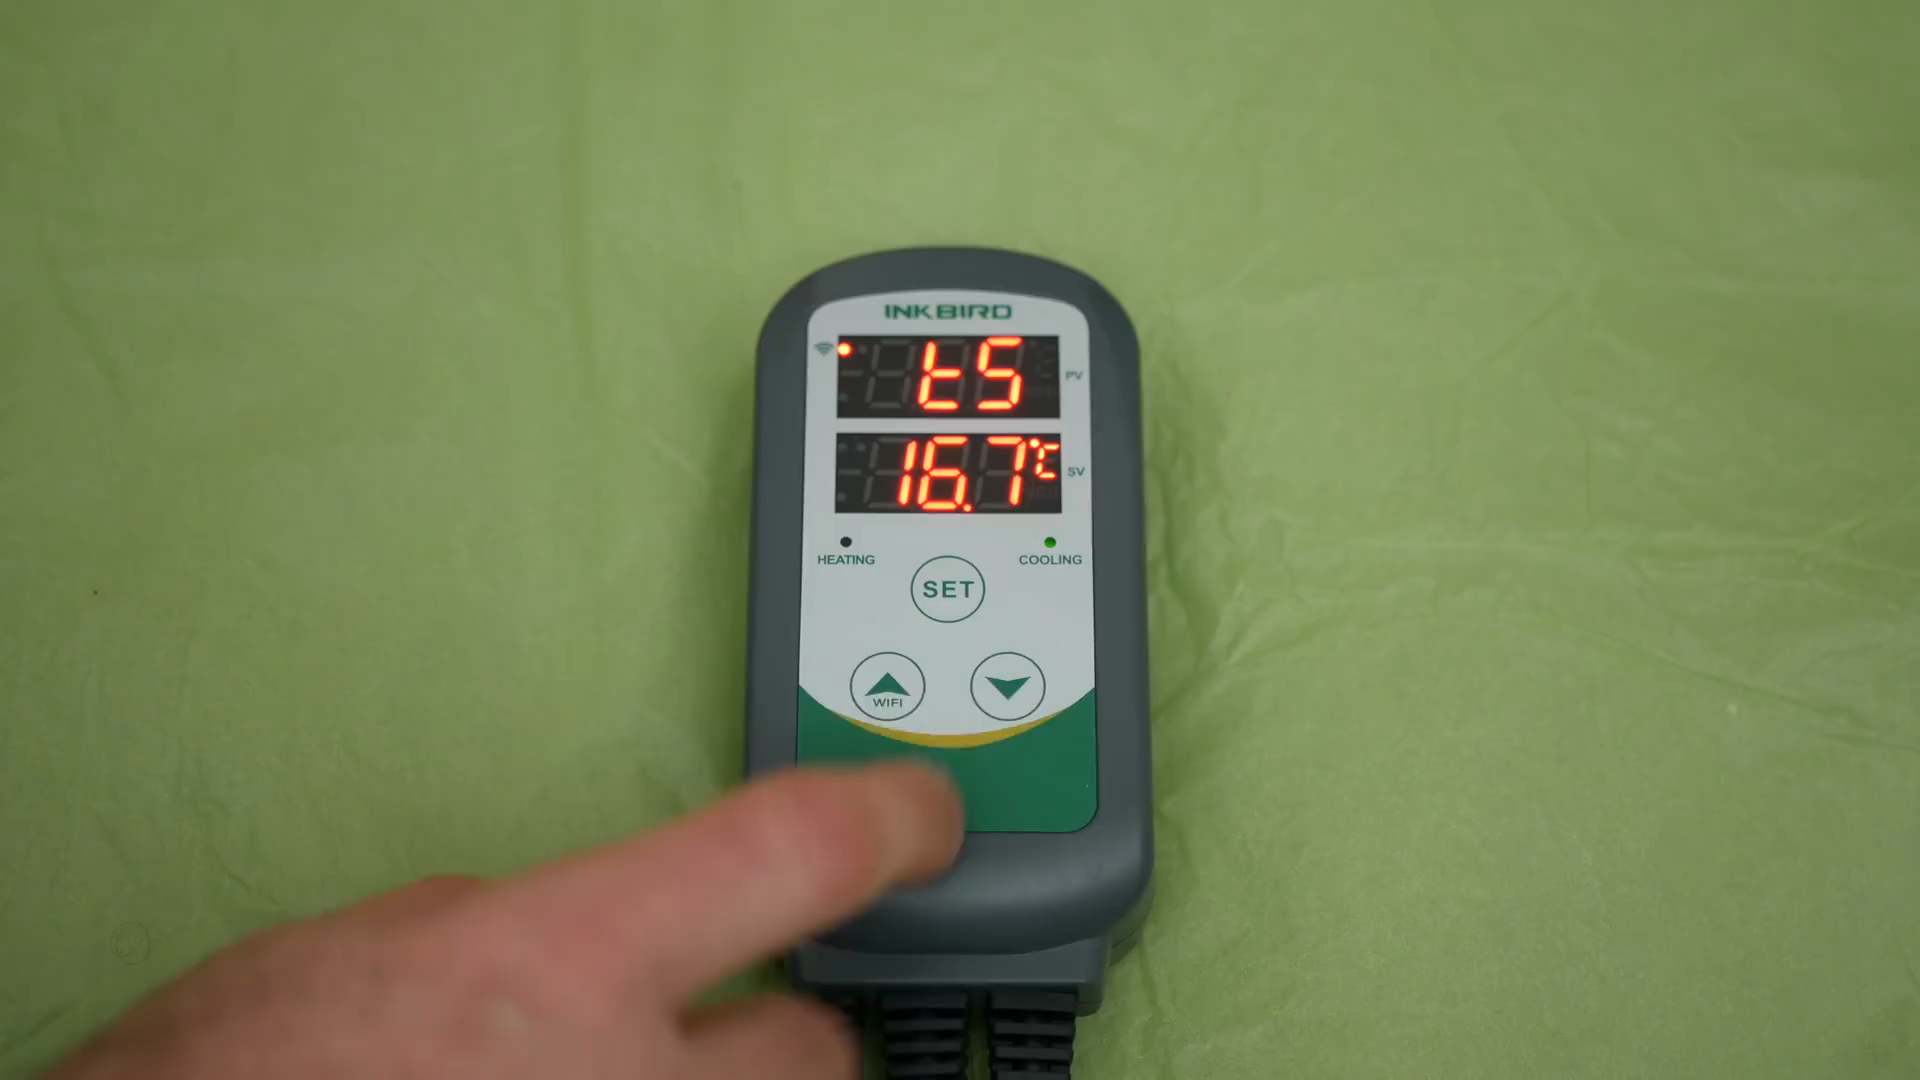 INKBIRD
tS
PV
16.7°C
SV
HEATING
COOLING
SET
WIFI